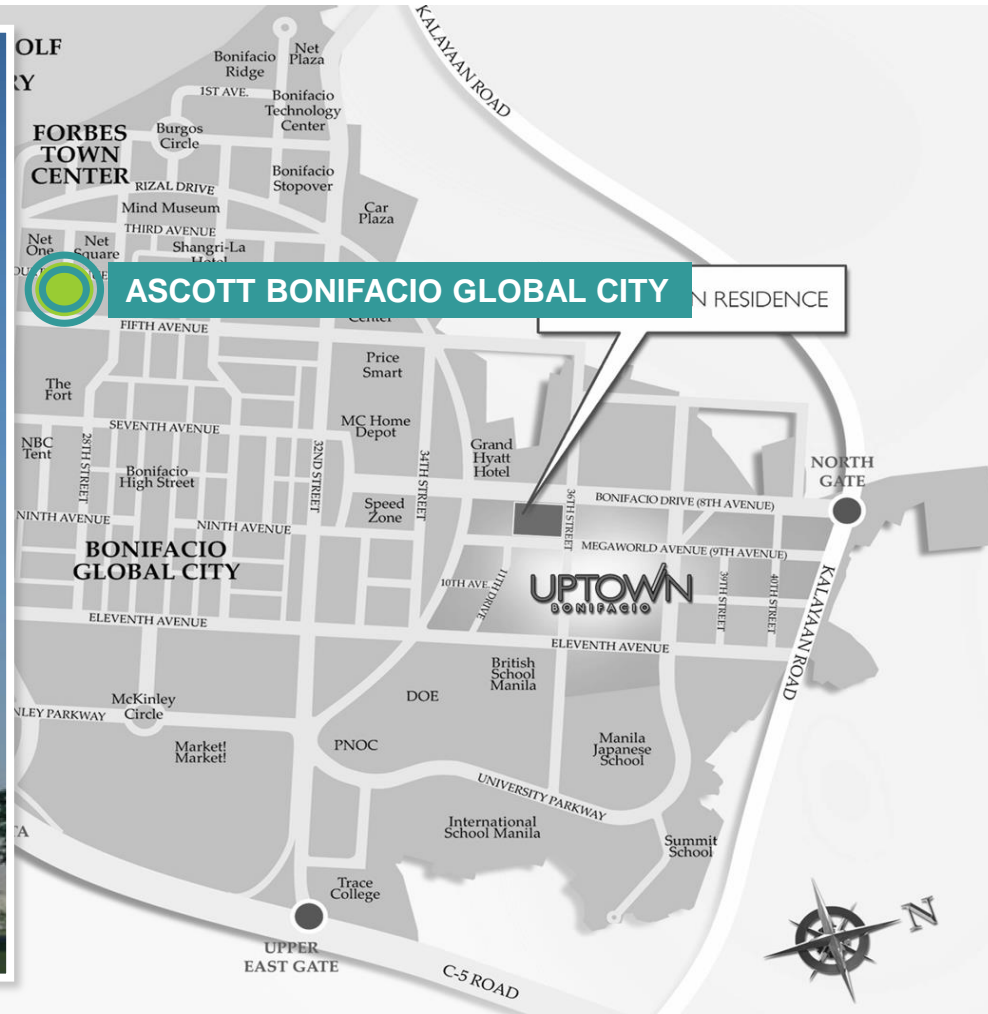 OLF
RY
KALAYAAN ROAD
Bonifacio
Ridge
Net
Plaza
1ST AVE.
Bonifacio
Technology
Center
FORBES
TOWN
CENTER
Burgos
Circle
Bonifacio
Stopover
RIZAL DRIVE
Mind Museum
Car
Plaza
THIRD AVENUE
Net
One
Net
Square
Shangri-La
Hotel
ASCOTT BONIFACIO GLOBAL CITY
N RESIDENCE
Center
FIFTH AVENUE
Price
Smart
The
Fort
SEVENTH AVENUE
MC Home
Depot
NBC
Tent
28TH STREET
Bonifacio
High Street
32ND STREET
34TH STREET
Grand
Hyatt
Hotel
NORTH
GATE
Speed
Zone
36TH STREET
BONIFACIO DRIVE (8TH AVENUE)
NINTH AVENUE
NINTH AVENUE
MEGAWORLD AVENUE (9TH AVENUE)
BONIFACIO
GLOBAL CITY
10TH AVE.
11TH DRIVE
UPTOWN
BONIFACIO
39TH STREET
40TH STREET
KALAYAAN ROAD
ELEVENTH AVENUE
ELEVENTH AVENUE
British
School
Manila
DOE
McKinley
Circle
NLEY PARKWAY
Market!
Market!
PNOC
Manila
Japanese
School
UNIVERSITY PARKWAY
International
School Manila
Summit
School
TA
Trace
College
UPPER
EAST GATE
C-5 ROAD
N